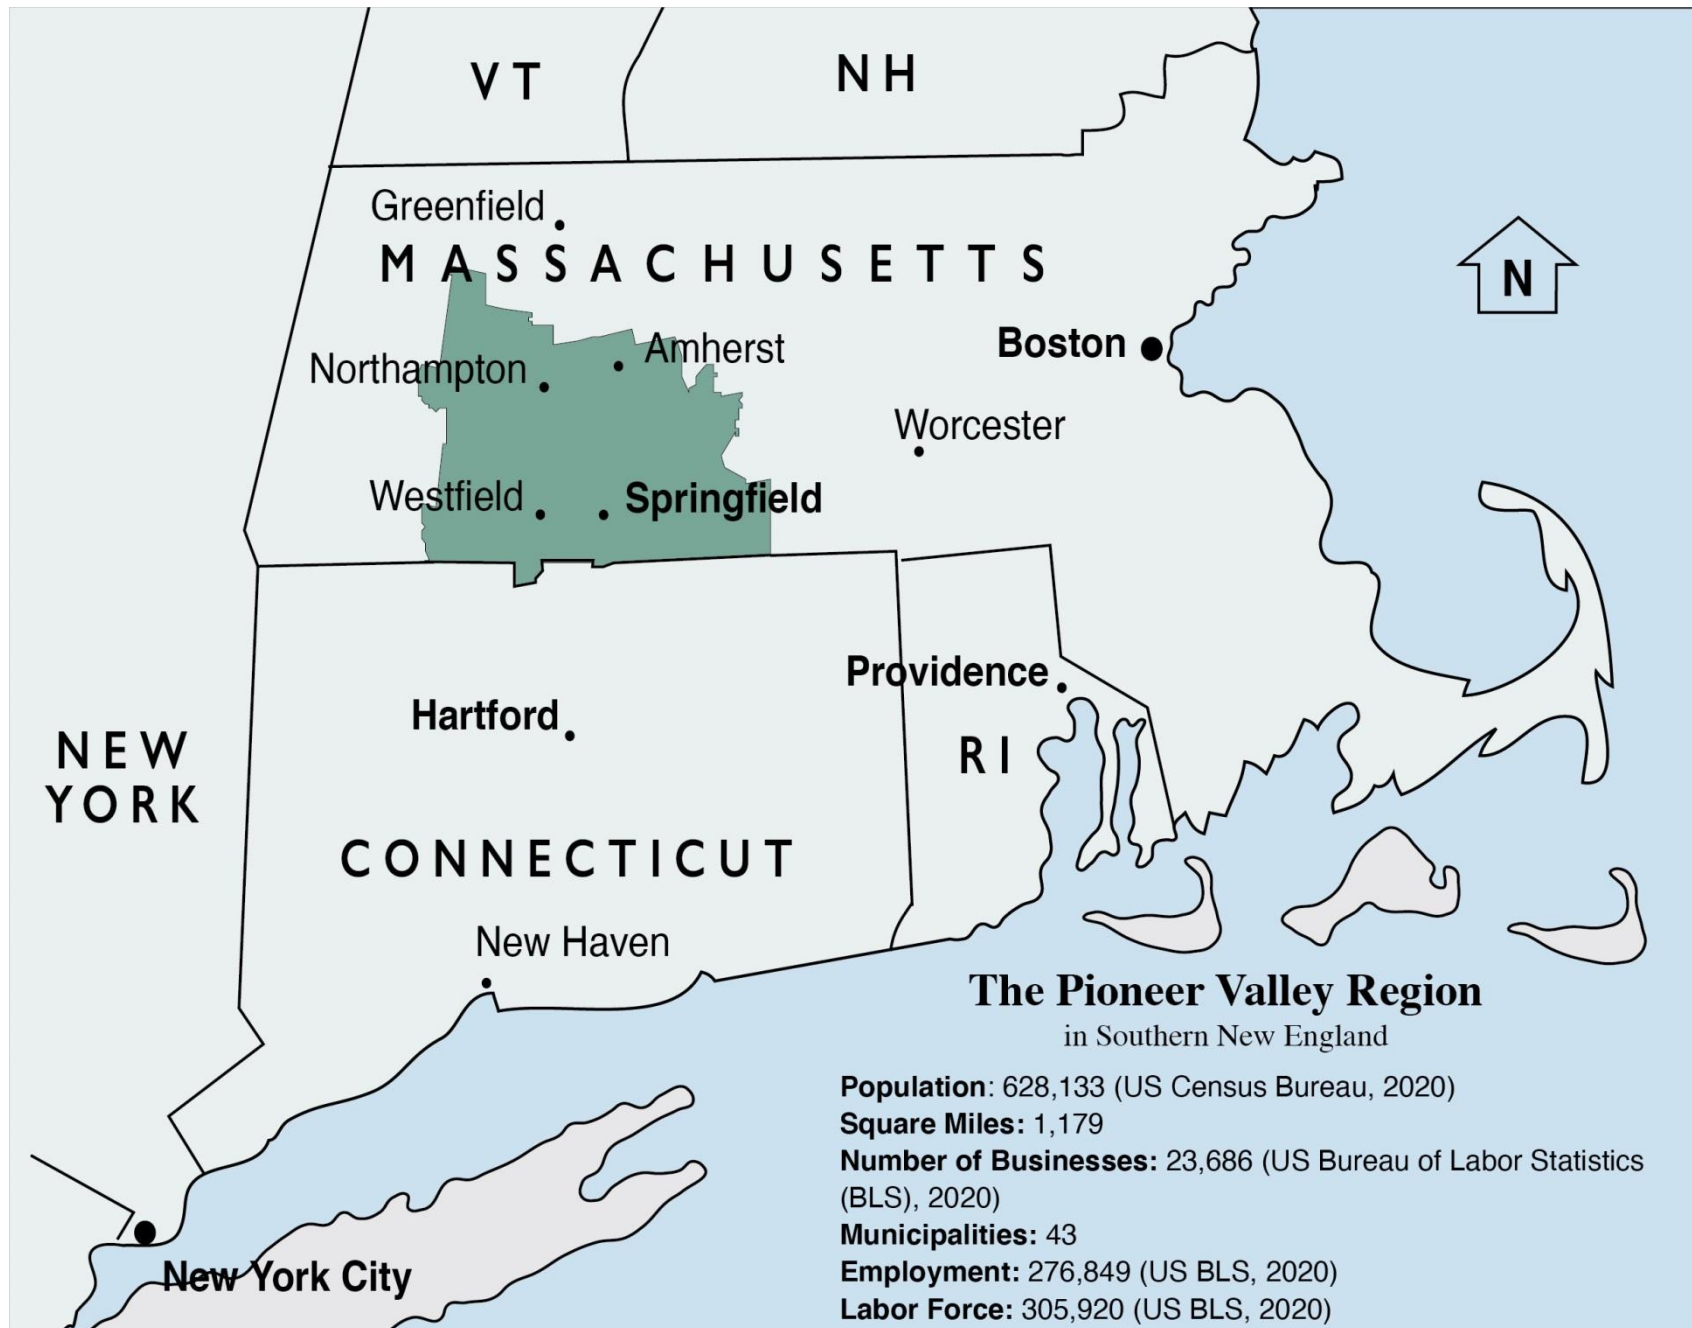 VT
NH
Greenfield
MASSACHUSETTS
N
Boston
Amherst
Northampton
Worcester
Westfield
Springfield
Providence
Hartford
NEW
YORK
RI
CONNECTICUT
New Haven
The Pioneer Valley Region
in Southern New England
Population: 628,133 (US Census Bureau, 2020)
Square Miles: 1,179
Number of Businesses: 23,686 (US Bureau of Labor Statistics
(BLS), 2020)
Municipalities: 43
Employment: 276,849 (US BLS, 2020)
Labor Force: 305,920 (US BLS, 2020)
New York City